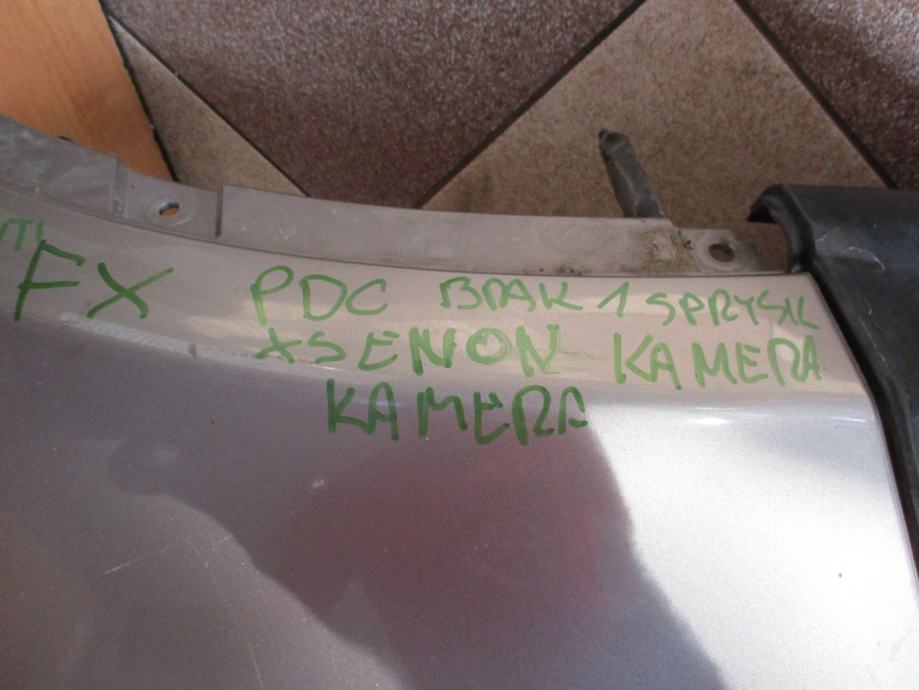 FX PDC BRAK 1 SPRYSK
XSENON KAMERA
KAMERA